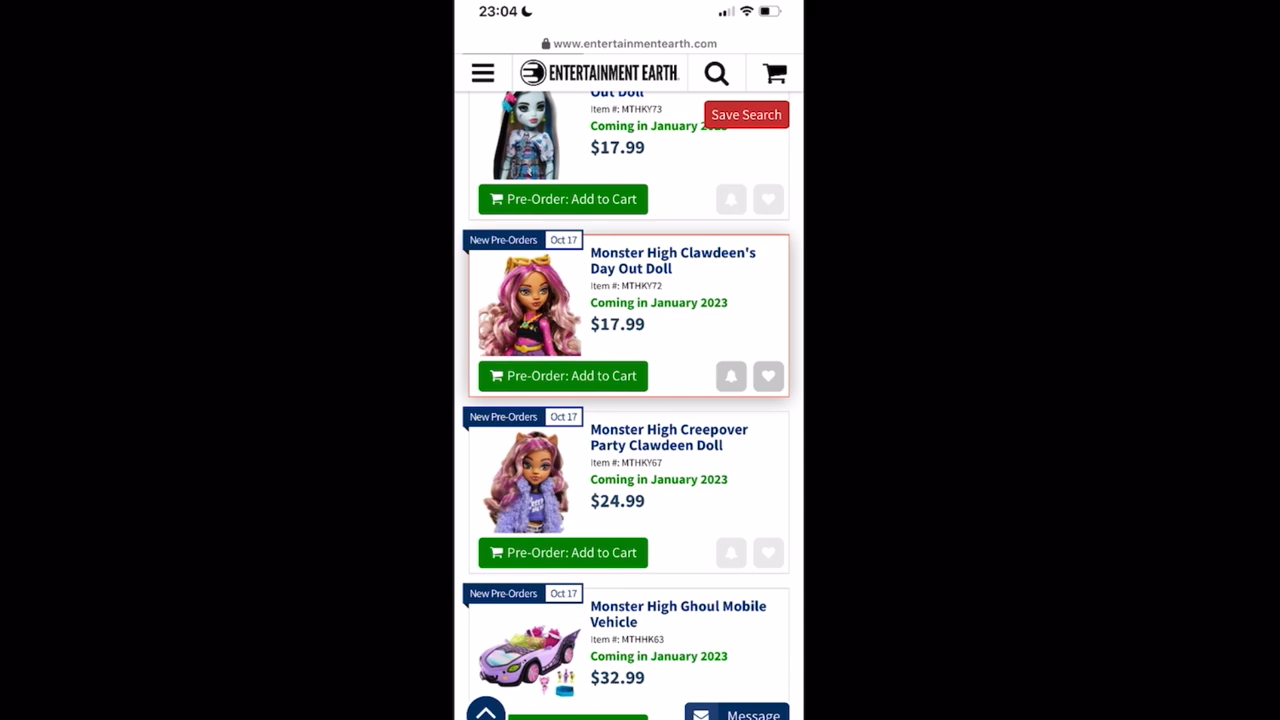 23:04
www.entertainmentearth.com
ENTERTAINMENT EARTH
Out Doll
Item #: MTHKY73
Save Search
Coming in January 2023
$17.99
Pre-Order: Add to Cart
New Pre-Orders Oct 17
Monster High Clawdeen's
Day Out Doll
Item #: MTHKY72
Coming in January 2023
$17.99
Pre-Order: Add to Cart
New Pre-Orders Oct 17
Monster High Creepover
Party Clawdeen Doll
Item #: MTHKY67
Coming in January 2023
$24.99
Pre-Order: Add to Cart
New Pre-Orders Oct 17
Monster High Ghoul Mobile
Vehicle
Item #: MTHHK63
Coming in January 2023
$32.99
Message